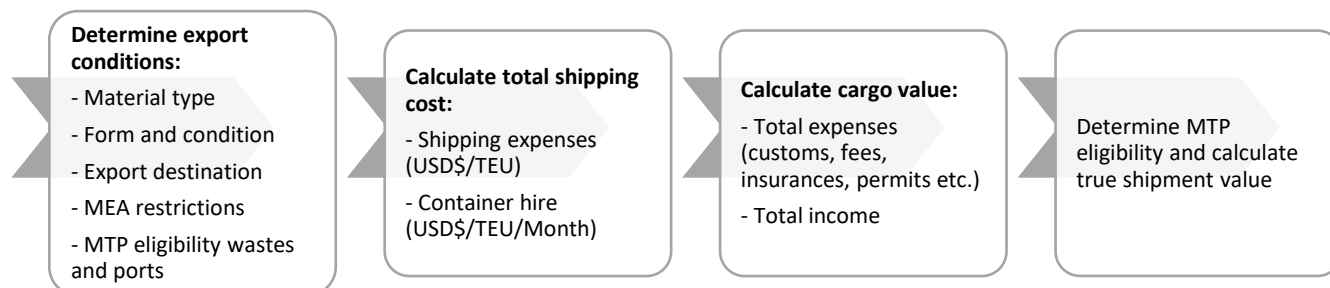 Determine export
conditions:
- Material type
- Form and condition
- Export destination
- MEA restrictions
- MTP eligibility wastes
and ports
Calculate total shipping
cost:
- Shipping expenses
(USD$/TEU)
- Container hire
(USD$/TEU/Month)
Calculate cargo value:
- Total expenses
(customs, fees,
insurances, permits etc.)
- Total income
Determine MTP
eligibility and calculate
true shipment value